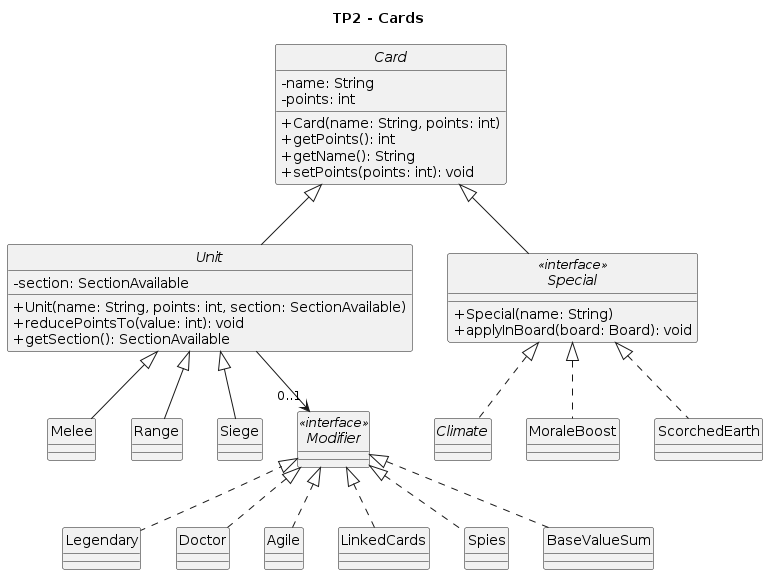 TP2 - Cards
Card
-name: String
-points: int
+Card(name: String, points: int)
+getPoints(): int
+getName(): String
+setPoints(points: int): void
Unit
-section: SectionAvailable
+Unit(name: String, points: int, section: SectionAvailable)
+reducePointsTo(value: int): void
+getSection(): SectionAvailable
«interface»
Special
+Special(name: String)
+applyInBoard(board: Board): void
0..1
Melee
Range
Siege
«interface»
Modifier
Climate
MoraleBoost
ScorchedEarth
Legendary
Doctor
Agile
LinkedCards
Spies
BaseValueSum